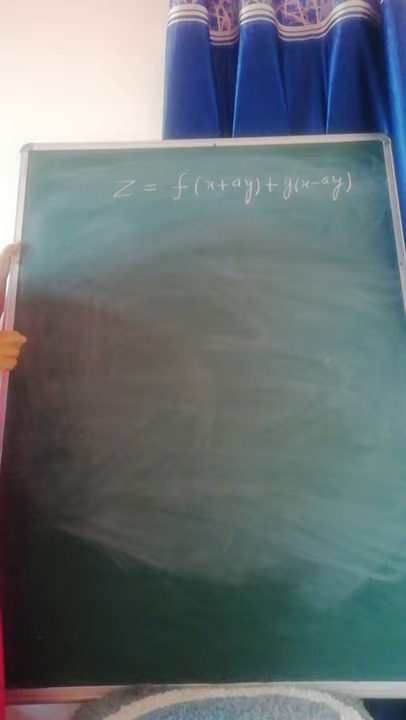 Z = f(x+ay)+g(x-ay)